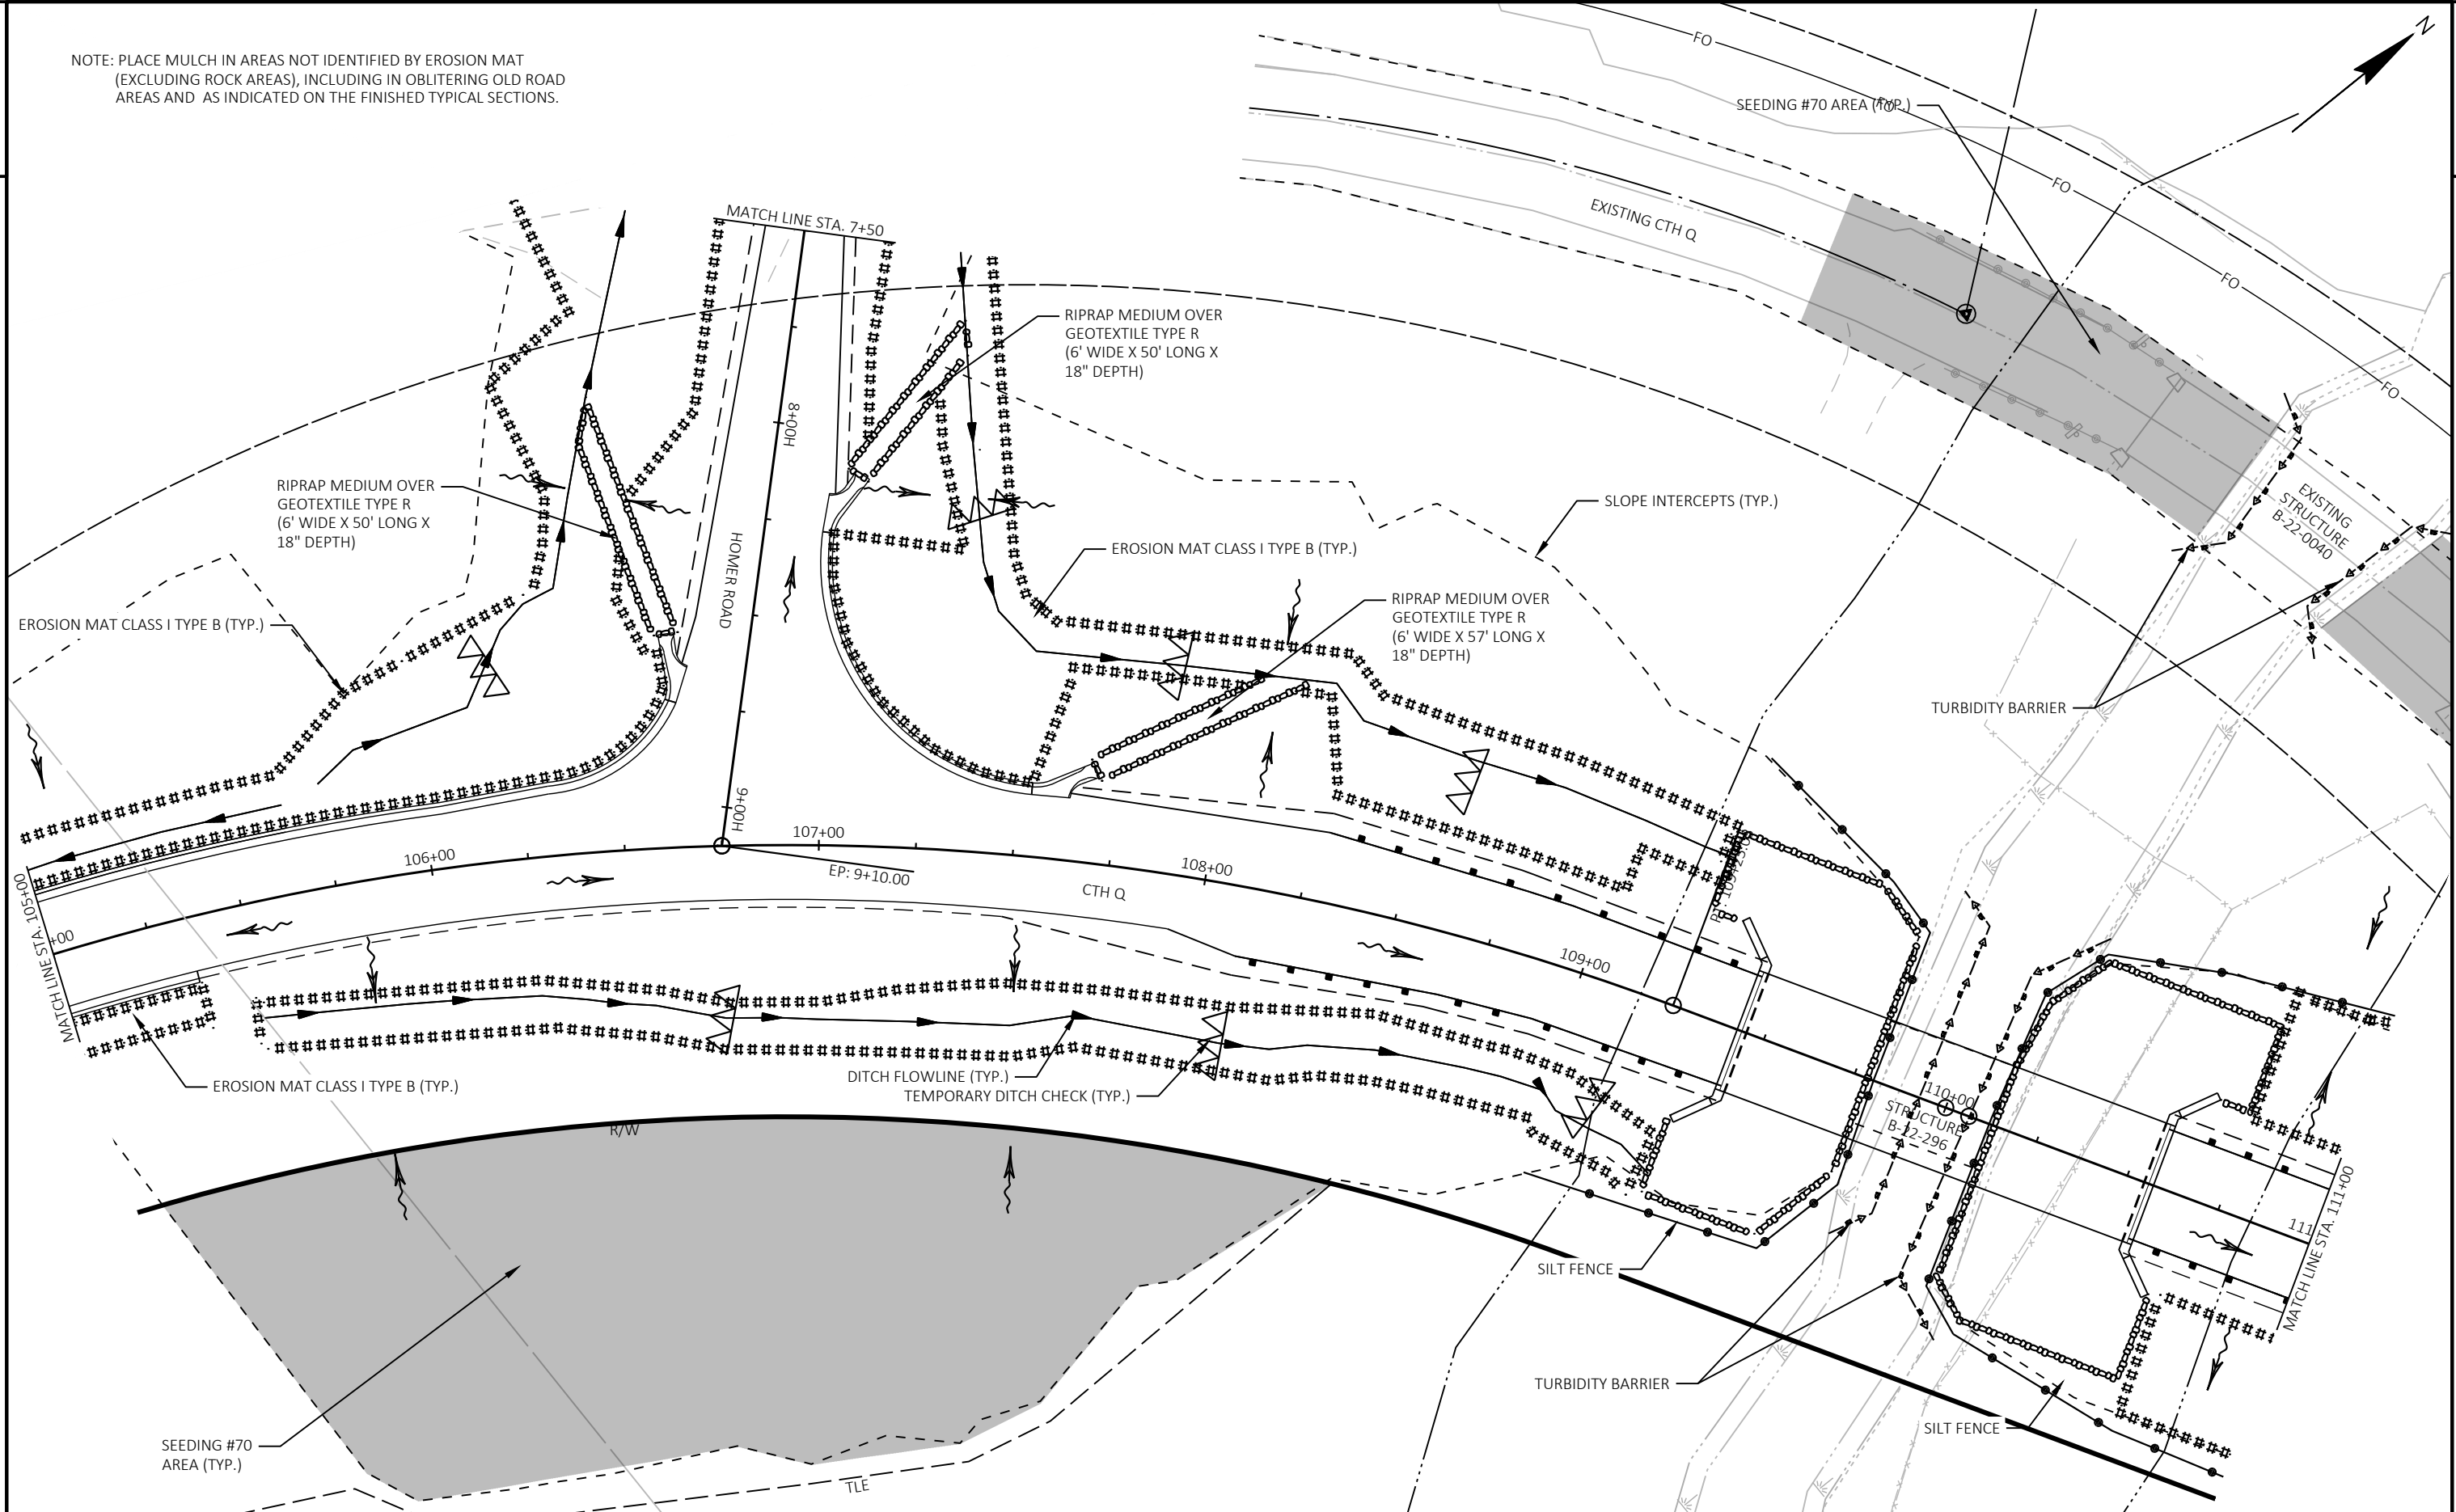 NOTE: PLACE MULCH IN AREAS NOT IDENTIFIED BY EROSION MAT
(EXCLUDING ROCK AREAS), INCLUDING IN OBLITERING OLD ROAD
AREAS AND AS INDICATED ON THE FINISHED TYPICAL SECTIONS.
N
FO
SEEDING #70 AREA (TYP.)
FO
FO
EXISTING CTH Q
FO
FO
MATCH LINE STA. 7+50
RIPRAP MEDIUM OVER
GEOTEXTILE TYPE R
(6' WIDE X 50' LONG X
18" DEPTH)
8+00H
RIPRAP MEDIUM OVER
GEOTEXTILE TYPE R
(6' WIDE X 50' LONG X
18" DEPTH)
SLOPE INTERCEPTS (TYP.)
EXISTING
STRUCTURE
B-22-0040
EROSION MAT CLASS I TYPE B (TYP.)
HOMER ROAD
RIPRAP MEDIUM OVER
GEOTEXTILE TYPE R
(6' WIDE X 57' LONG X
18" DEPTH)
EROSION MAT CLASS I TYPE B (TYP.)
TURBIDITY BARRIER
9+00H
107+00
106+00
EP: 9+10.00
108+00
CTH Q
MATCH LINE STA. 105+00
+00
109+00
EROSION MAT CLASS I TYPE B (TYP.)
DITCH FLOWLINE (TYP.)
TEMPORARY DITCH CHECK (TYP.)
110+00
STRUCTURE
B-22-296
R/W
111
MATCH LINE STA. 111+00
SILT FENCE
TURBIDITY BARRIER
SILT FENCE
SEEDING #70
AREA (TYP.)
TLE